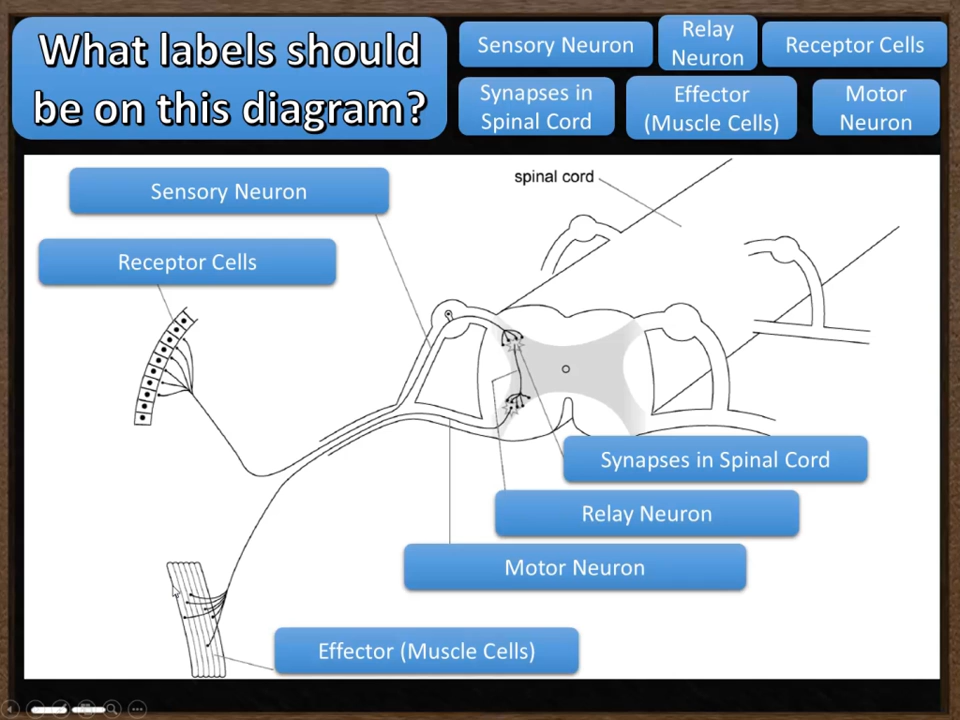 What labels should
be on this diagram?
Sensory Neuron
Relay
Neuron
Receptor Cells
Synapses in
Spinal Cord
Effector
(Muscle Cells)
Motor
Neuron
spinal cord
Sensory Neuron
Receptor Cells
Synapses in Spinal Cord
Relay Neuron
Motor Neuron
Effector (Muscle Cells)